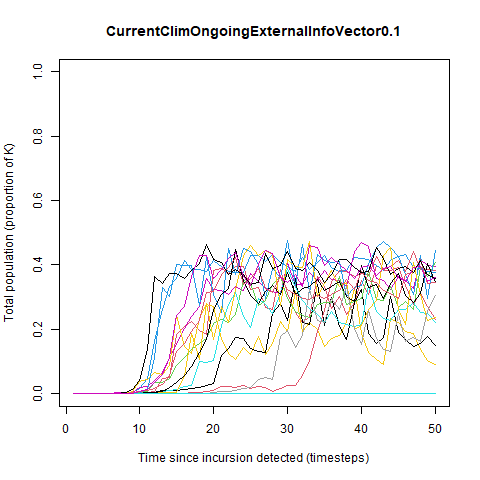 CurrentClimOngoingExternalInfoVector0.1
Total population (proportion of K)
1.0
0.8
0.6
0.4
0.2
0.0
0 10 20 30 40 50
Time since incursion detected (timesteps)